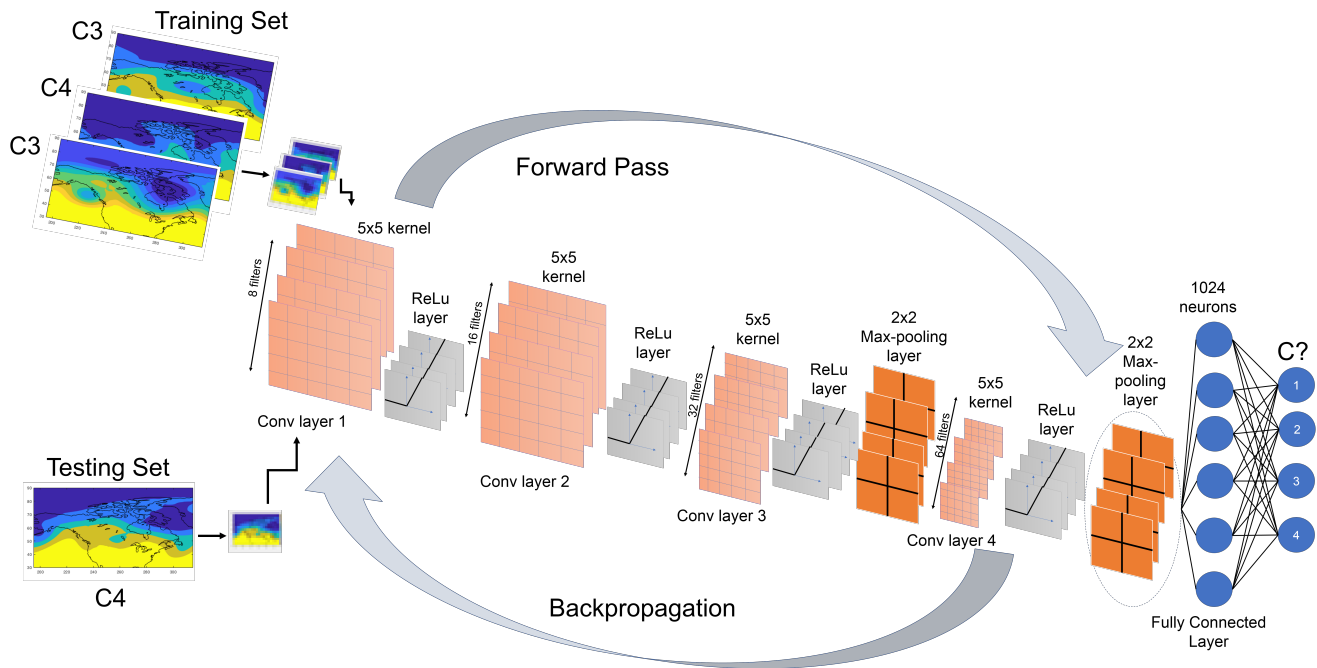 Training Set
C3
C4
C3
Forward Pass
5x5 kernel
8 filters
Conv layer 1
ReLu
layer
5x5
kernel
16 filters
Conv layer 2
ReLu
layer
5x5
kernel
32 filters
Conv layer 3
ReLu
layer
2x2
Max-pooling
layer
5x5
kernel
64 filters
Conv layer 4
ReLu
layer
2x2
Max-
pooling
layer
1024
neurons
Fully Connected
Layer
C?
1
2
3
4
Testing Set
C4
Backpropagation